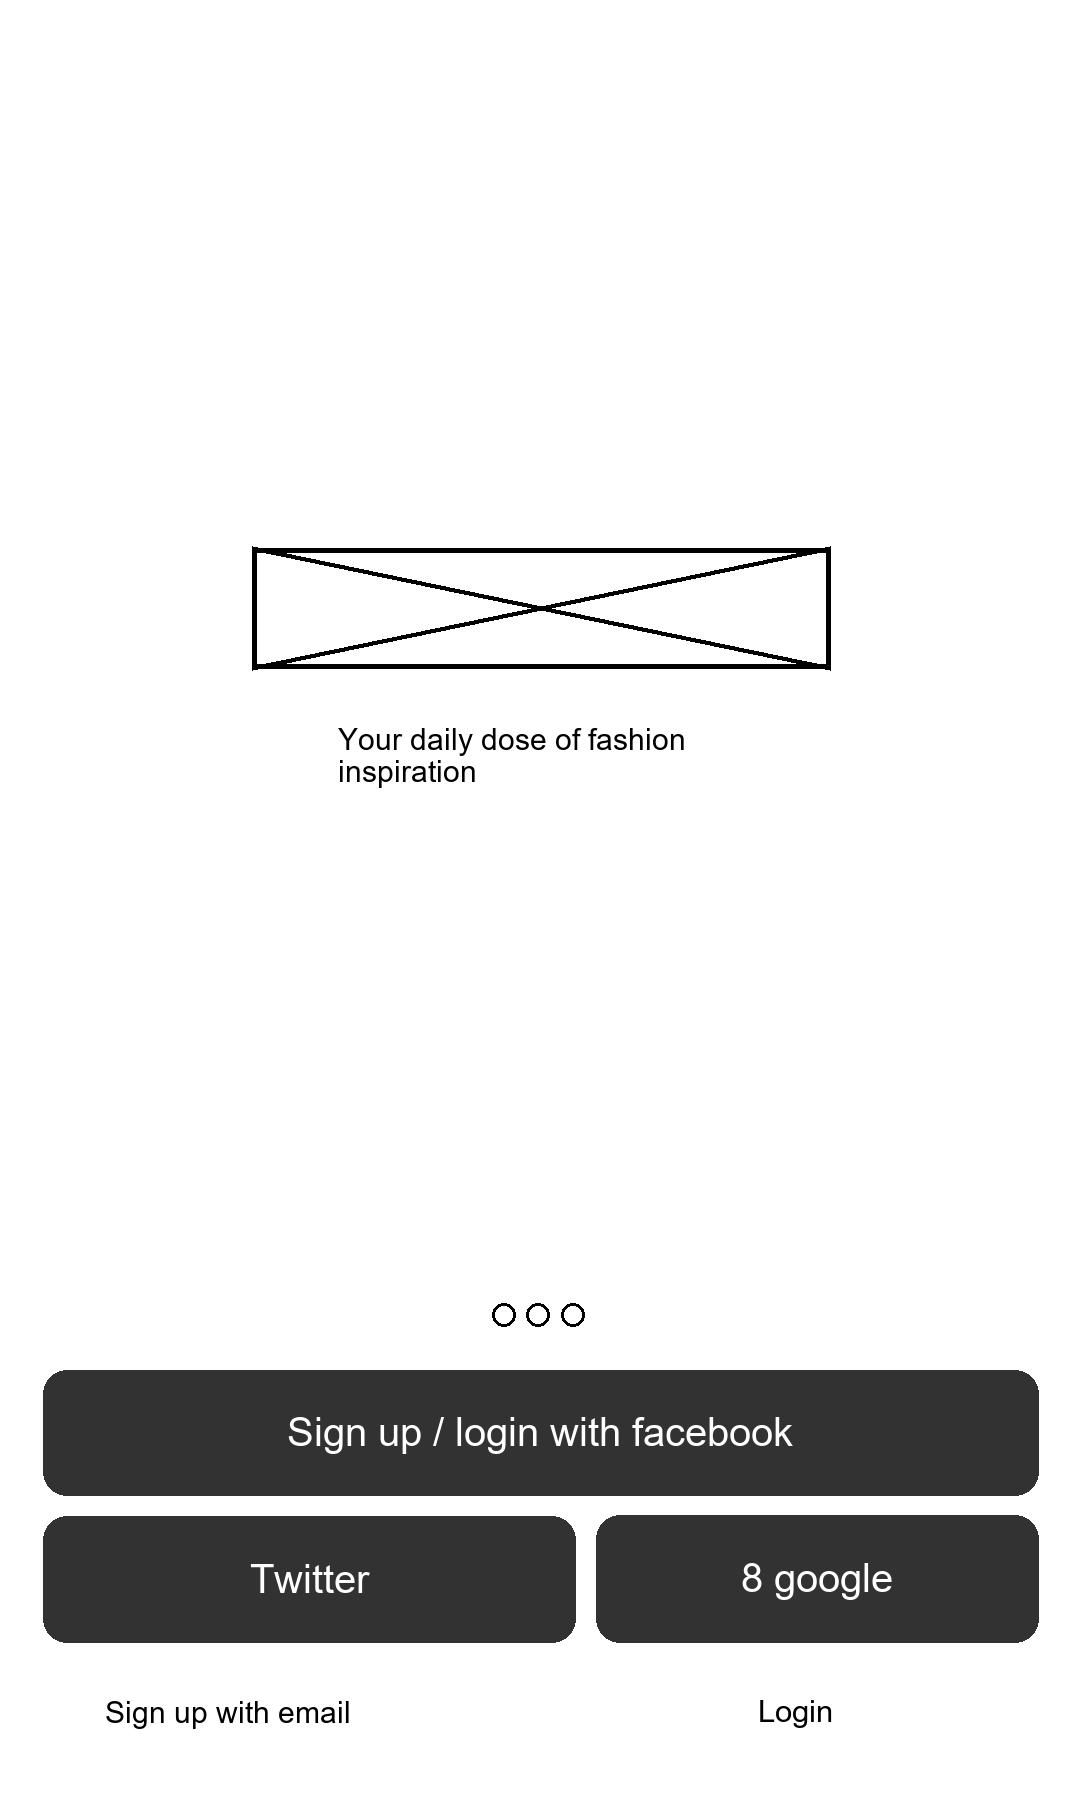 Your daily dose of fashion
inspiration
Sign up / login with facebook
Twitter
8 google
Sign up with email
Login